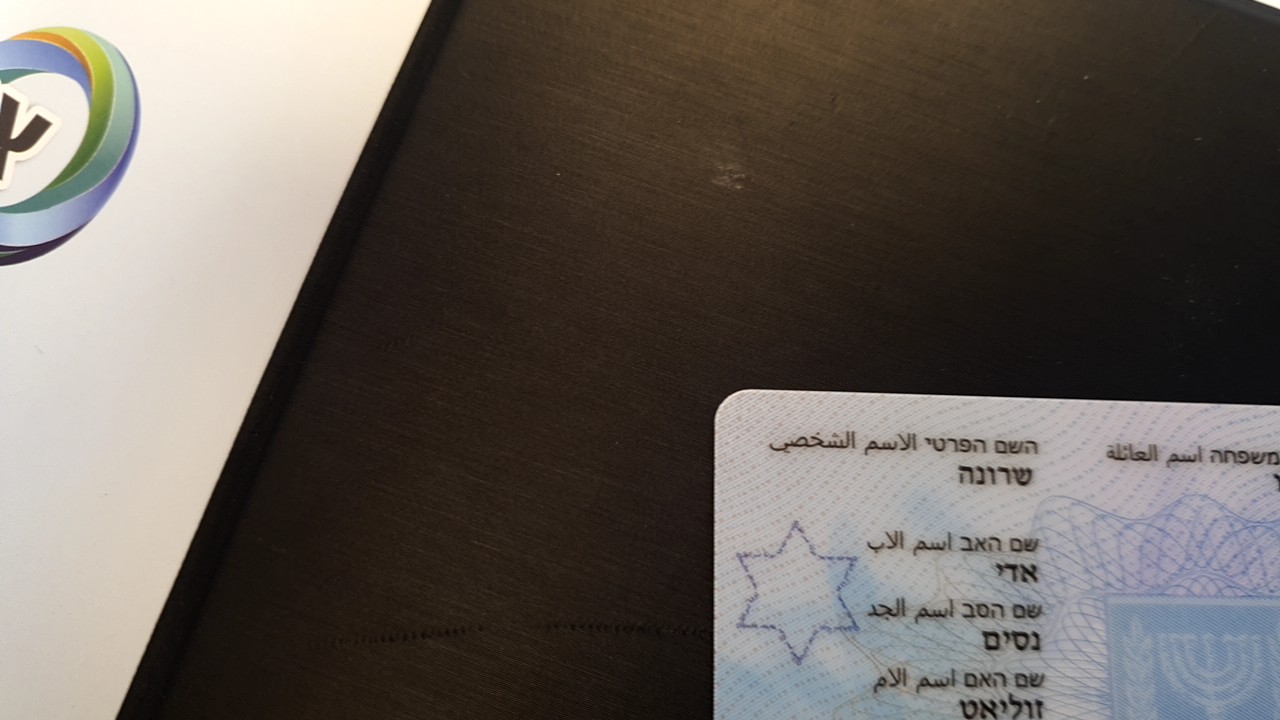 משפחה اسم العائلة
השם הפרטי الاسم الشخصي
שרונה
שם האב اسم الاب
אדי
שם הסב اسم الجد
נסים
שם האם اسم الام
זוליאט